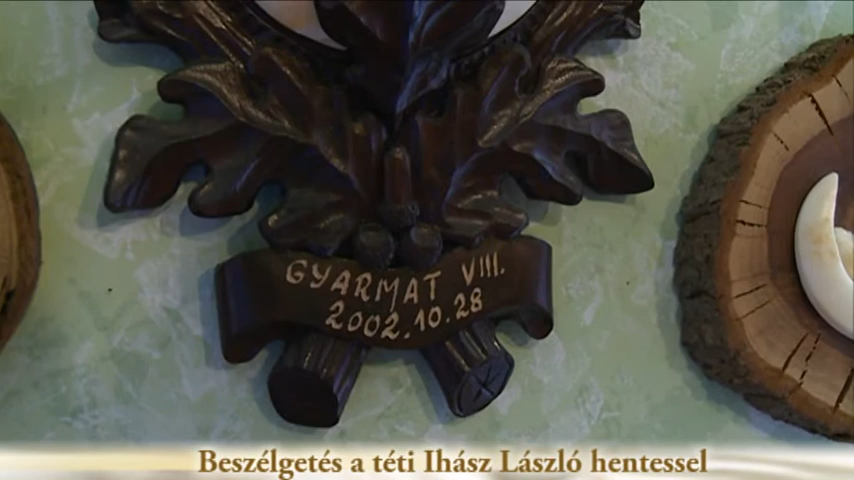 GYARMAT VIII.
2002.10.28
Beszélgetés a téti Ihász László hentessel